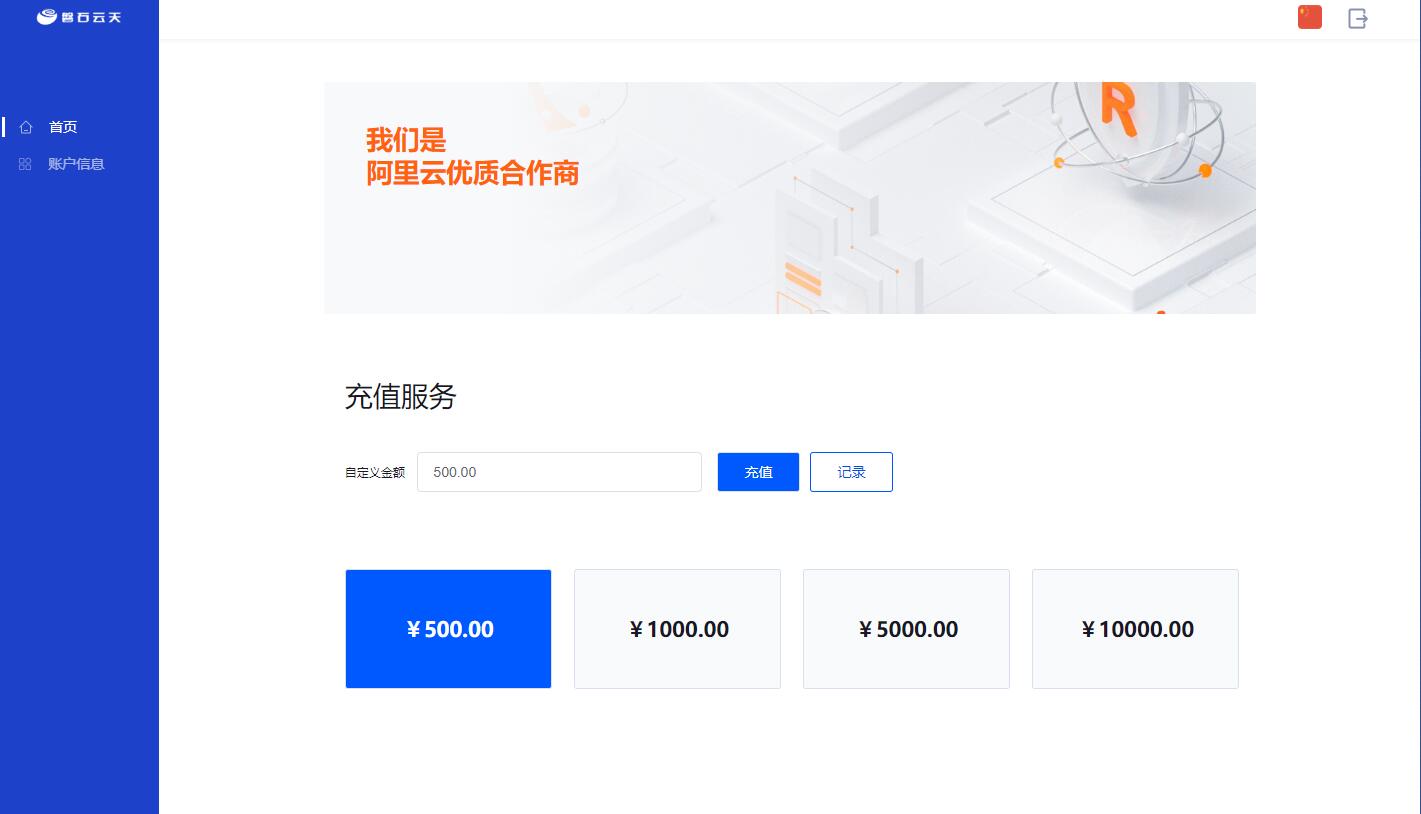 磐石云天
首页
账户信息
我们是
阿里云优质合作商
R
充值服务
自定义金额
500.00
充值
记录
￥500.00
￥1000.00
￥5000.00
￥10000.00